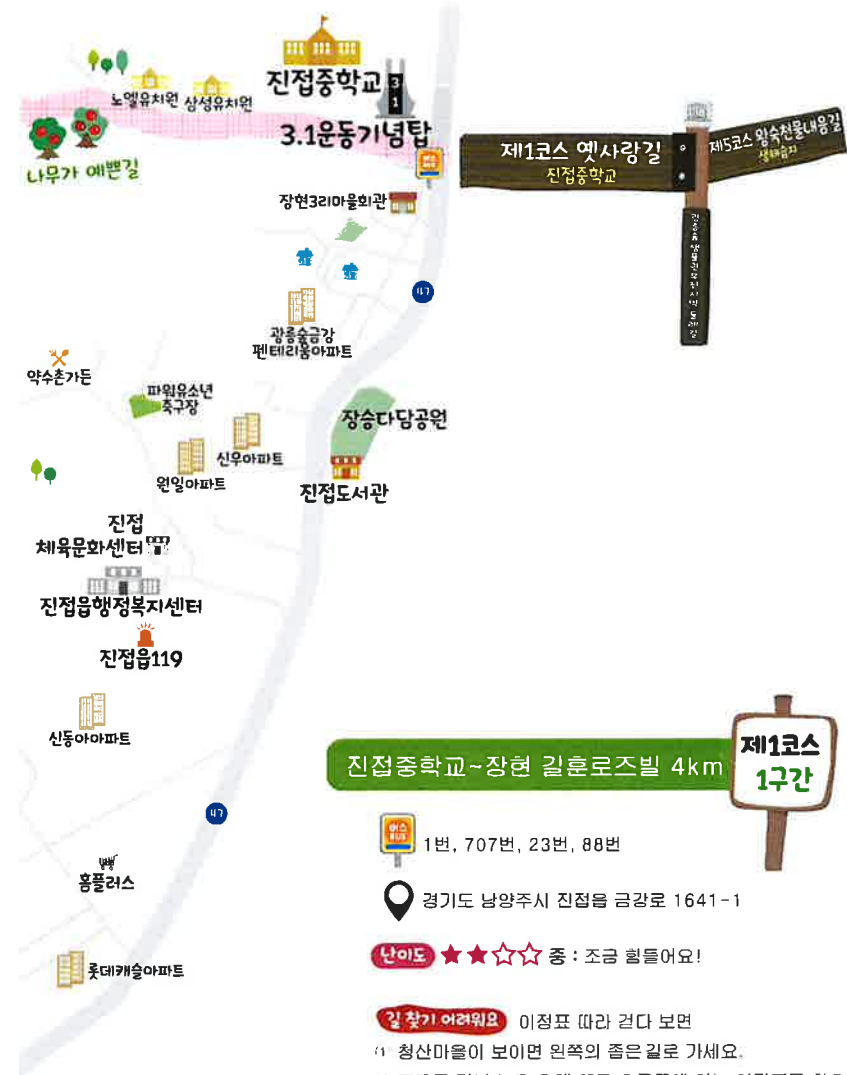 진접중학교
3
1
노엘유치원 삼성유치원
3.1운동기념탑
나무가 예쁜길
버스
장현3리마을회관
제1코스 옛사랑길
진접중학교
제5코스 왕숙천물내음길
생태습지
47
광릉숲금강
펜테리움아파트
약수촌가든
파워유소년
축구장
장승다담공원
신우아파트
원일아파트
진접도서관
진접
체육문화센터
진접읍행정복지센터
진접읍119
신동아아파트
제1코스
1구간
진접중학교~장현 길훈로즈빌 4km
47
버스
BUS
1번, 707번, 23번, 88번
홈플러스
경기도 남양주시 진접읍 금강로 1641-1
난이도 ★★☆☆ 중 : 조금 힘들어요!
롯데캐슬아파트
길 찾기 어려워요 이정표 따라 걷다 보면
청산마을이 보이면 왼쪽의 좁은 길로 가세요.